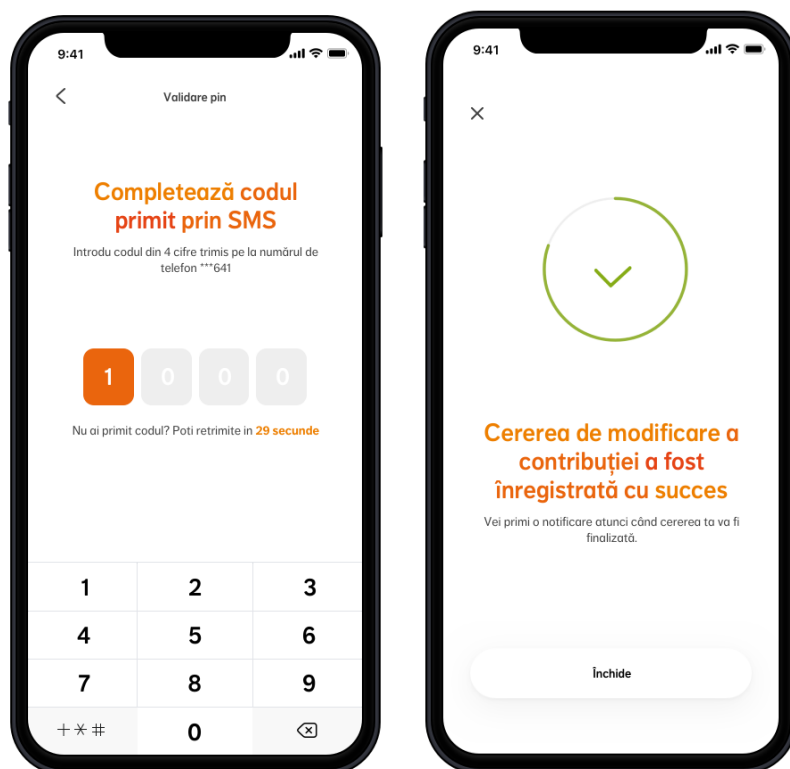 9:41
Validare pin
Completează codul
primit prin SMS
Introdu codul din 4 cifre trimis pe la numărul de
telefon ***641
1 0 0 0
Nu ai primit codul? Poti retrimite in 29 secunde
1 2 3
4 5 6
7 8 9
+ * # 0
9:41
Cererea de modificare a
contribuției a fost
înregistrată cu succes
Vei primi o notificare atunci când cererea ta va fi
finalizată.
Închide